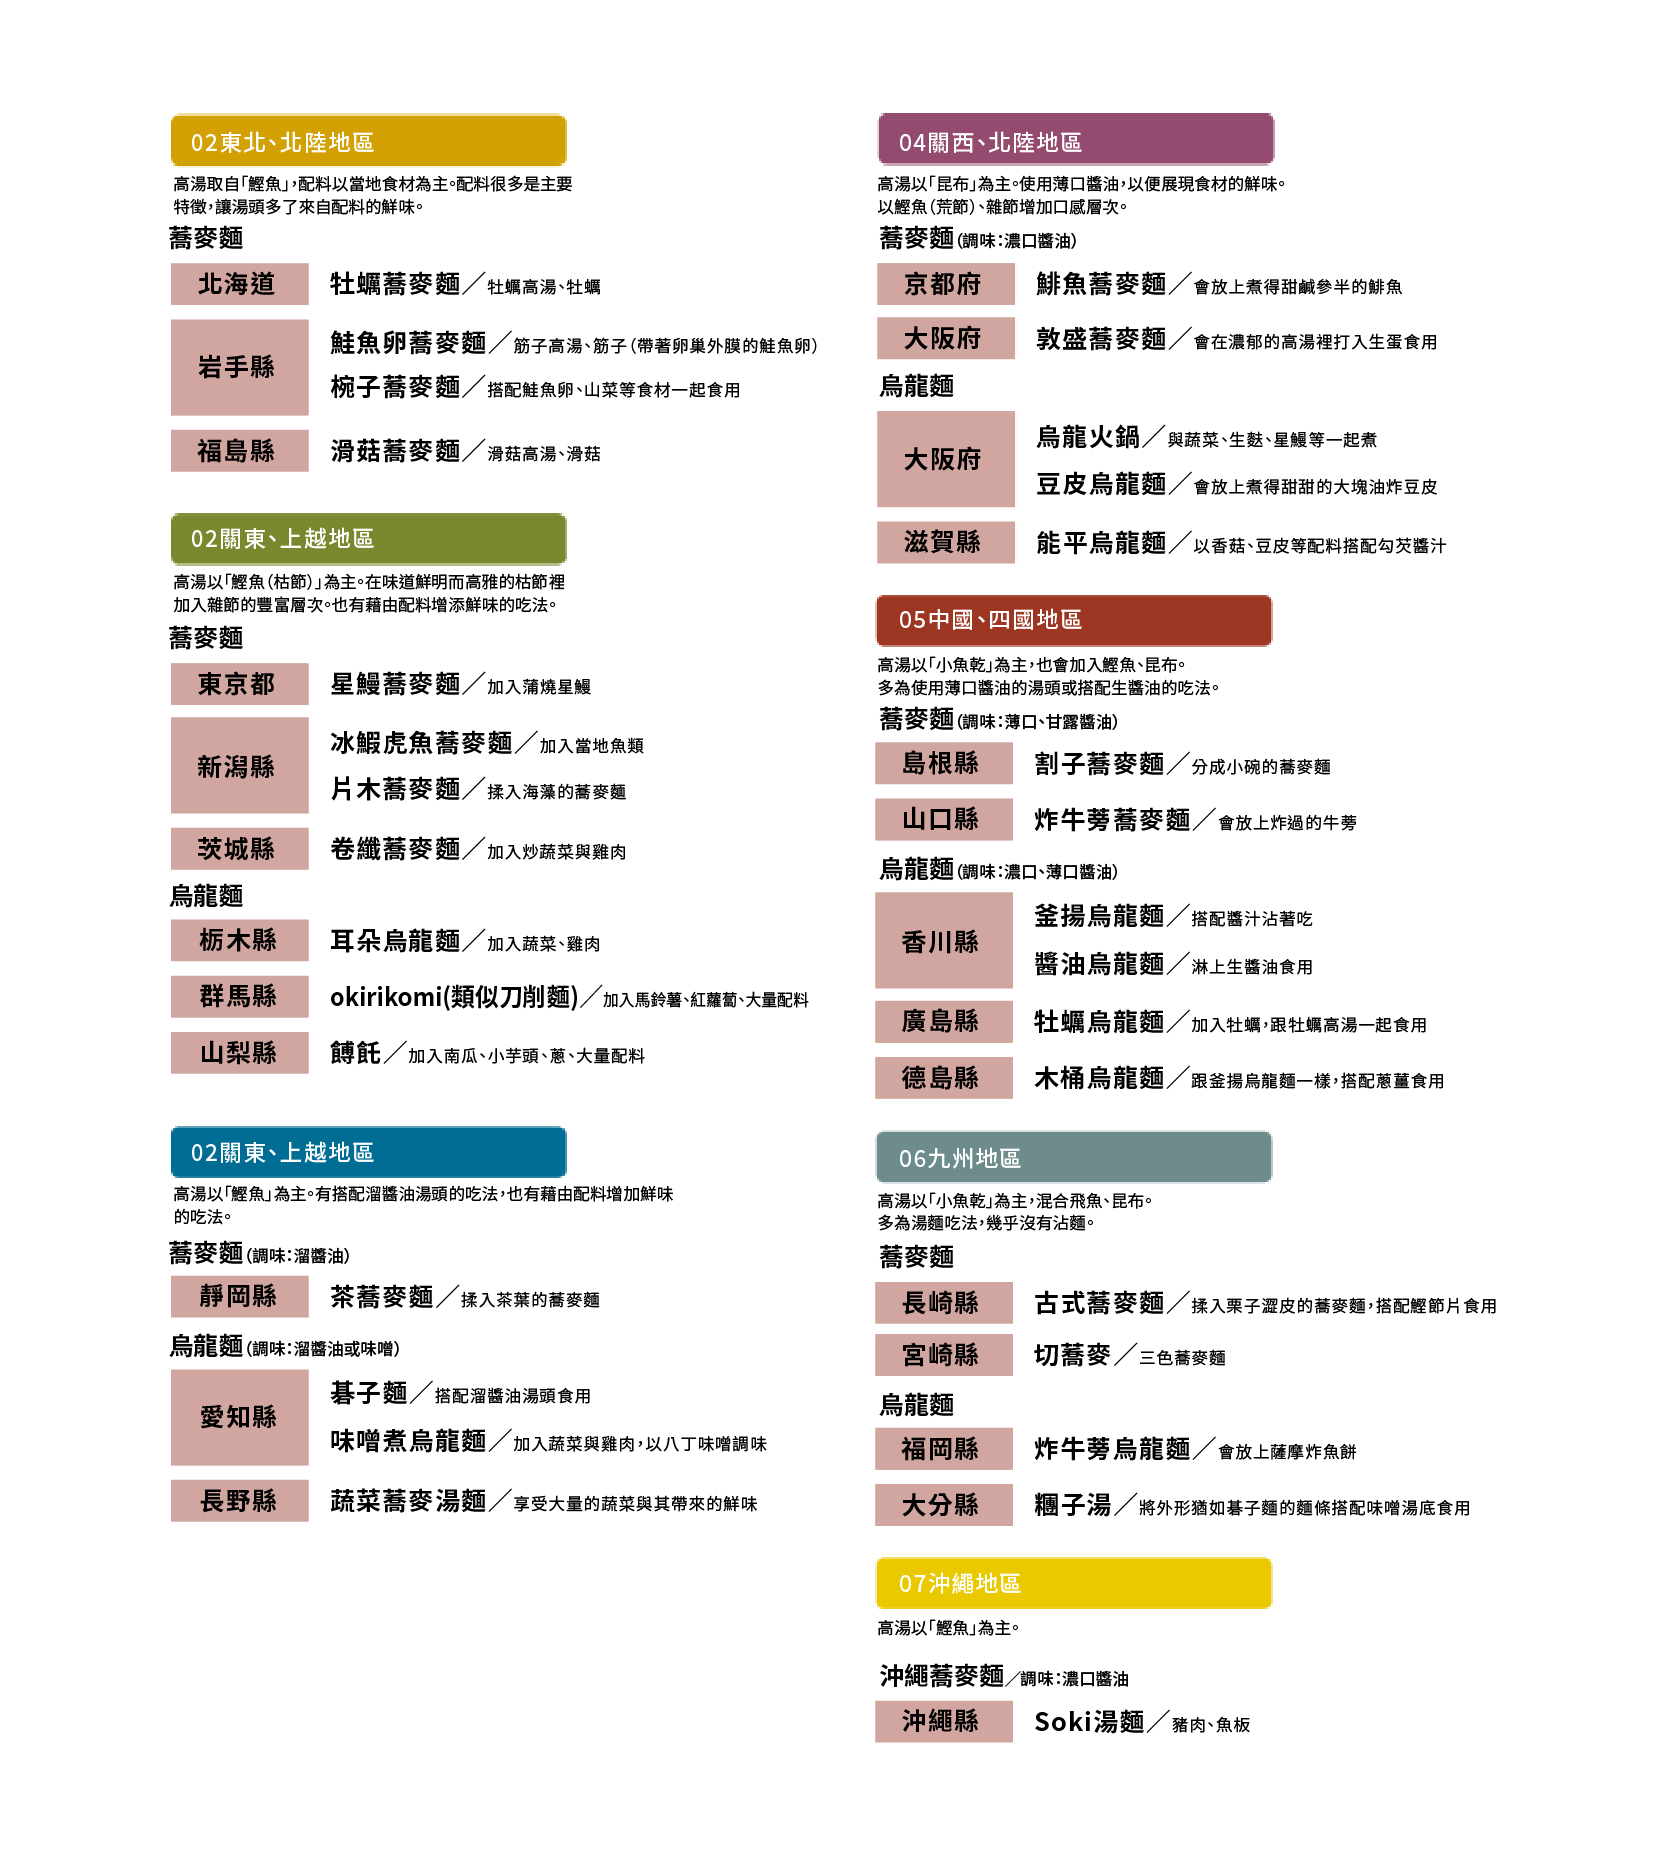 02東北、北陸地區
高湯取自「鰹魚」，配料以當地食材為主。配料很多是主要
特徵，讓湯頭多了來自配料的鮮味。
蕎麥麵
北海道
牡蠣蕎麥麵／牡蠣高湯、牡蠣
岩手縣
鮭魚卵蕎麥麵／筋子高湯、筋子（帶著卵巢外膜的鮭魚卵）
椀子蕎麥麵／搭配鮭魚卵、山菜等食材一起食用
福島縣
滑菇蕎麥麵／滑菇高湯、滑菇
02關東、上越地區
高湯以「鰹魚（枯節）」為主。在味道鮮明而高雅的枯節裡
加入雜節的豐富層次。也有藉由配料增添鮮味的吃法。
蕎麥麵
東京都
星鰻蕎麥麵／加入蒲燒星鰻
新潟縣
冰鰕虎魚蕎麥麵／加入當地魚類
片木蕎麥麵／揉入海藻的蕎麥麵
茨城縣
卷纖蕎麥麵／加入炒蔬菜與雞肉
烏龍麵
栃木縣
耳朵烏龍麵／加入蔬菜、雞肉
群馬縣
okirikomi(類似刀削麵)／加入馬鈴薯、紅蘿蔔、大量配料
山梨縣
餺飥／加入南瓜、小芋頭、蔥、大量配料
02關東、上越地區
高湯以「鰹魚」為主。有搭配溜醬油湯頭的吃法，也有藉由配料增加鮮味
的吃法。
蕎麥麵（調味：溜醬油）
靜岡縣
茶蕎麥麵／揉入茶葉的蕎麥麵
烏龍麵（調味：溜醬油或味噌）
愛知縣
碁子麵／搭配溜醬油湯頭食用
味噌煮烏龍麵／加入蔬菜與雞肉，以八丁味噌調味
長野縣
蔬菜蕎麥湯麵／享受大量的蔬菜與其帶來的鮮味
04關西、北陸地區
高湯以「昆布」為主。使用薄口醬油，以便展現食材的鮮味。
以鰹魚（荒節）、雜節增加口感層次。
蕎麥麵（調味：濃口醬油）
京都府
鯡魚蕎麥麵／會放上煮得甜鹹參半的鯡魚
大阪府
敦盛蕎麥麵／會在濃郁的高湯裡打入生蛋食用
烏龍麵
大阪府
烏龍火鍋／與蔬菜、生麩、星鰻等一起煮
豆皮烏龍麵／會放上煮得甜甜的大塊油炸豆皮
滋賀縣
能平烏龍麵／以香菇、豆皮等配料搭配勾芡醬汁
05中國、四國地區
高湯以「小魚乾」為主，也會加入鰹魚、昆布。
多為使用薄口醬油的湯頭或搭配生醬油的吃法。
蕎麥麵（調味：薄口、甘露醬油）
島根縣
割子蕎麥麵／分成小碗的蕎麥麵
山口縣
炸牛蒡蕎麥麵／會放上炸過的牛蒡
烏龍麵（調味：濃口、薄口醬油）
香川縣
釜揚烏龍麵／搭配醬汁沾著吃
醬油烏龍麵／淋上生醬油食用
廣島縣
牡蠣烏龍麵／加入牡蠣，跟牡蠣高湯一起食用
德島縣
木桶烏龍麵／跟釜揚烏龍麵一樣，搭配蔥薑食用
06九州地區
高湯以「小魚乾」為主，混合飛魚、昆布。
多為湯麵吃法，幾乎沒有沾麵。
蕎麥麵
長崎縣
古式蕎麥麵／揉入栗子澀皮的蕎麥麵，搭配鰹節片食用
宮崎縣
切蕎麥／三色蕎麥麵
烏龍麵
福岡縣
炸牛蒡烏龍麵／會放上薩摩炸魚餅
大分縣
糰子湯／將外形猶如碁子麵的麵條搭配味噌湯底食用
07沖繩地區
高湯以「鰹魚」為主。
沖繩蕎麥麵／調味：濃口醬油
沖繩縣
Soki湯麵／豬肉、魚板